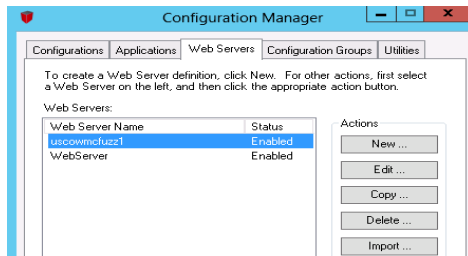 Configuration Manager
Configurations Applications Web Servers Configuration Groups Utilities
To create a Web Server definition, click New. For other actions, first select
a Web Server on the left, and then click the appropriate action button.
Web Servers:
Actions
Web Server Name Status
uscowmcfuzz1 Enabled
WebServer Enabled
New ...
Edit ...
Copy ...
Delete ...
Import ...